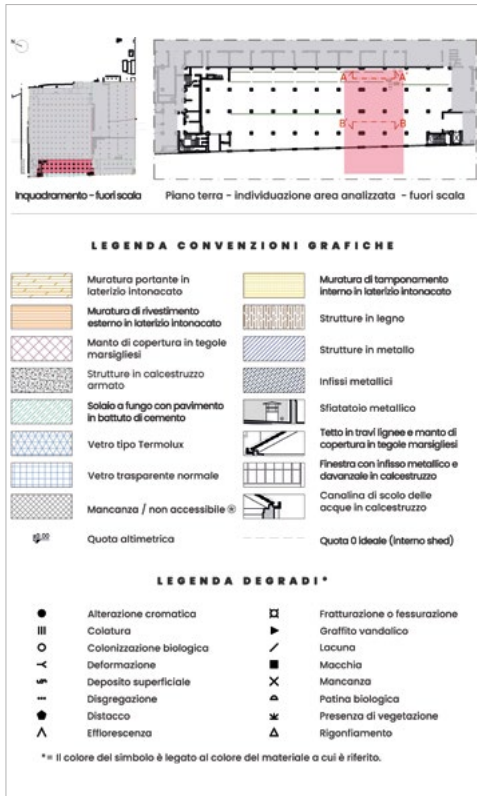 A A'
B B'
Inquadramento - fuori scala
Piano terra - individuazione area analizzata - fuori scala
LEGENDA CONVENZIONI GRAFICHE
Muratura portante in
laterizio intonacato
Muratura di rivestimento
esterno in laterizio intonacato
Manto di copertura in tegole
marsigliesi
Strutture in calcestruzzo
armato
Solaio a fungo con pavimento
in battuto di cemento
Vetro tipo Termolux
Vetro trasparente normale
Mancanza / non accessibile ⊛
±0,00 Quota altimetrica
Muratura di tamponamento
interno in laterizio intonacato
Strutture in legno
Strutture in metallo
Infissi metallici
Sfiatatoio metallico
Tetto in travi lignee e manto di
copertura in tegole marsigliesi
Finestra con infisso metallico e
davanzale in calcestruzzo
Canalina di scolo delle
acque in calcestruzzo
Quota 0 ideale (interno shed)
LEGENDA DEGRADI*
Alterazione cromatica
Colatura
Colonizzazione biologica
Deformazione
Deposito superficiale
Disgregazione
Distacco
Efflorescenza
Fratturazione o fessurazione
Graffito vandalico
Lacuna
Macchia
Mancanza
Patina biologica
Presenza di vegetazione
Rigonfiamento
*= Il colore del simbolo è legato al colore del materiale a cui è riferito.